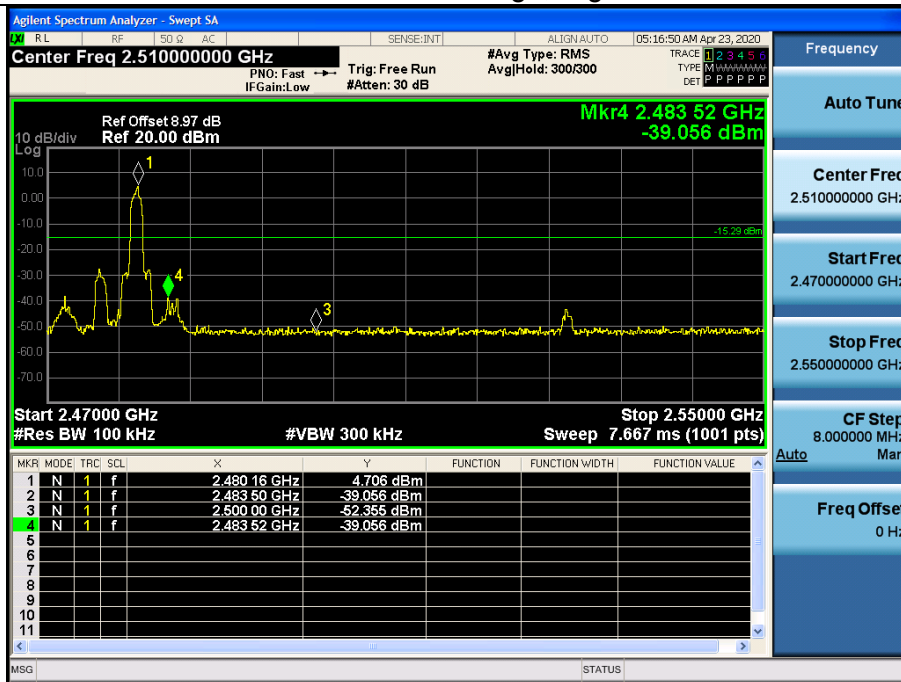 Agilent Spectrum Analyzer - Swept SA
LXI RL RF 50 Ω AC SENSE:INT ALIGNAUTO 05:16:50 AM Apr 23, 2020
Center Freq 2.510000000 GHz
PNO: Fast
IFGain:Low
Trig: Free Run
#Atten: 30 dB
#Avg Type: RMS
Avg|Hold: 300/300
TRACE 1 2 3 4 5 6
TYPE M WWWWW
DET P P P P P P
Frequency
Auto Tune
Center Freq
2.510000000 GHz
Start Freq
2.470000000 GHz
Stop Freq
2.550000000 GHz
CF Step
8.000000 MHz
Auto Man
Freq Offset
0 Hz
Mkr4 2.483 52 GHz
-39.056 dBm
Ref Offset 8.97 dB
10 dB/div Ref 20.00 dBm
Log
10.0
0.00
-10.0
-20.0
-30.0
-40.0
-50.0
-60.0
-70.0
1
4
3
-15.29 dBm
Start 2.47000 GHz Stop 2.55000 GHz
#Res BW 100 kHz #VBW 300 kHz Sweep 7.667 ms (1001 pts)
MKR MODE TRC SCL X Y FUNCTION FUNCTION WIDTH FUNCTION VALUE
1 N 1 f 2.480 16 GHz 4.706 dBm
2 N 1 f 2.483 50 GHz -39.056 dBm
3 N 1 f 2.500 00 GHz -52.355 dBm
4 N 1 f 2.483 52 GHz -39.056 dBm
5
6
7
8
9
10
11
MSG STATUS